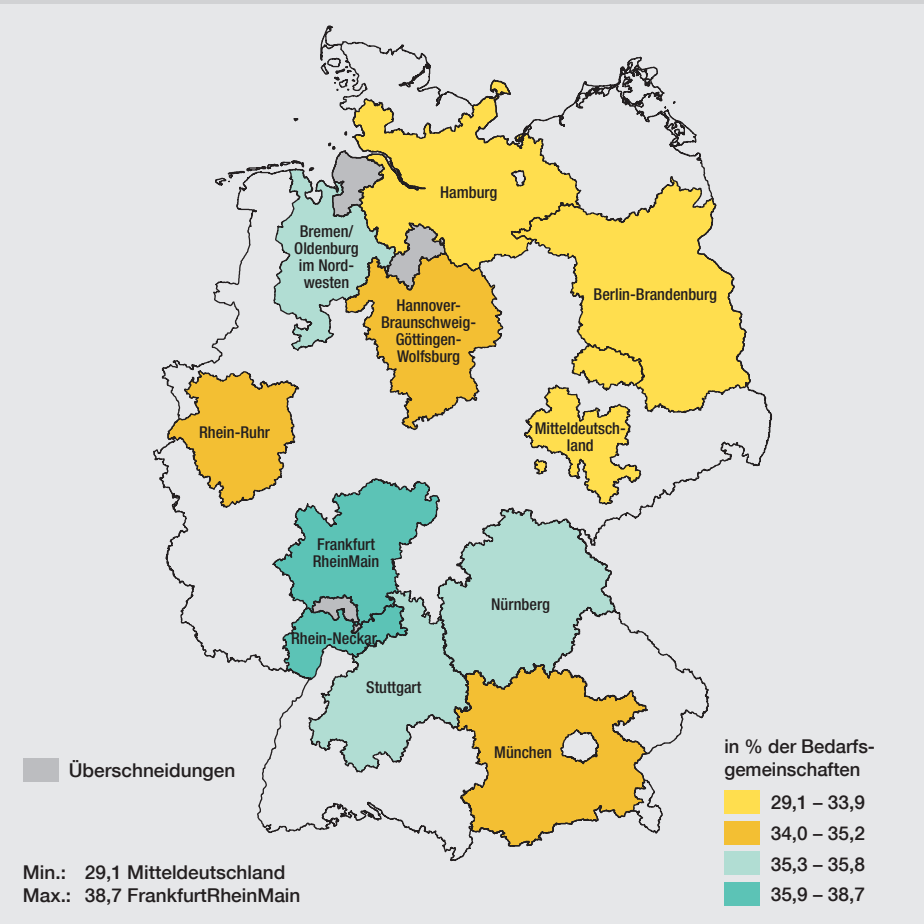 Hamburg
Bremen/
Oldenburg
im Nord-
westen
Berlin-Brandenburg
Hannover-
Braunschweig-
Göttingen-
Wolfsburg
Rhein-Ruhr
Mitteldeutsch-
land
Frankfurt
RheinMain
Nürnberg
Rhein-Neckar
Stuttgart
München
Überschneidungen
in % der Bedarfs-
gemeinschaften
29,1 – 33,9
34,0 – 35,2
35,3 – 35,8
35,9 – 38,7
Min.: 29,1 Mitteldeutschland
Max.: 38,7 FrankfurtRheinMain